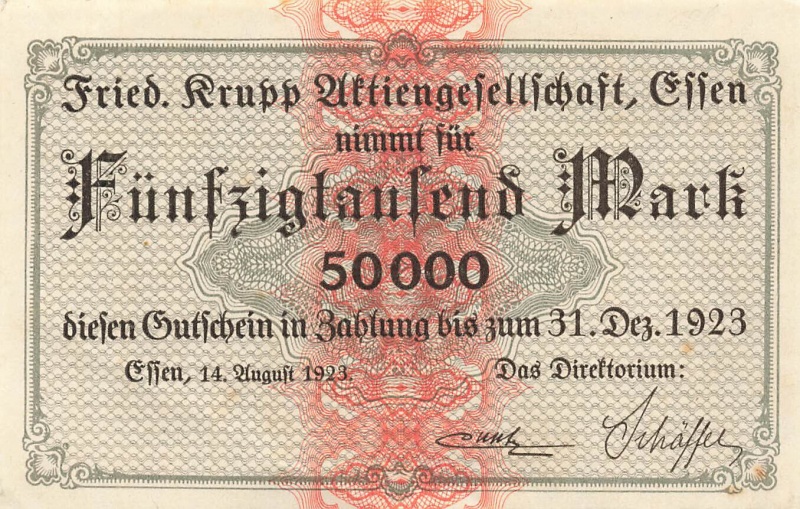 Fried. Krupp Aktiengesellschaft, Essen
nimmt für
Fünfzigtausend Mark
50000
diesen Gutschein in Zahlung bis zum 31. Dez. 1923
Essen, 14. August 1923. Das Direktorium:
Schäffer